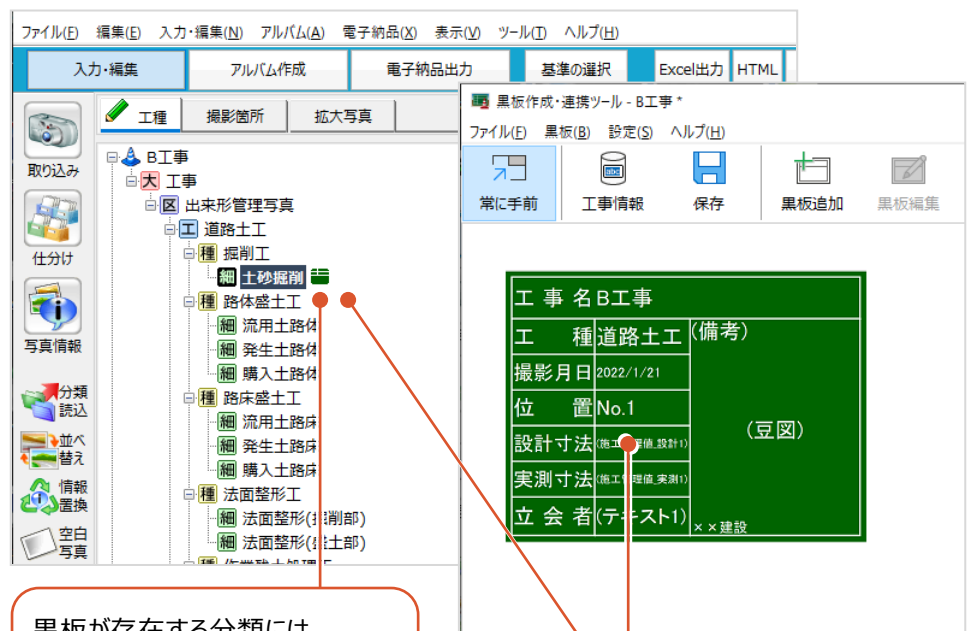 ファイル(F) 編集(E) 入力・編集(N) アルバム(A) 電子納品(X) 表示(V) ツール(T) ヘルプ(H)
入力・編集 アルバム作成 電子納品出力 基準の選択 Excel出力 HTML
工種 撮影箇所 拡大写真
取り込み
仕分け
写真情報
分類
読込
並べ
替え
情報
置換
空白
写真
B工事
大 工事
区 出来形管理写真
工 道路土工
種 掘削工
細 土砂掘削
種 路体盛土工
細 流用土路体
細 発生土路体
細 購入土路体
種 路床盛土工
細 流用土路床
細 発生土路床
細 購入土路床
種 法面整形工
細 法面整形(掘削部)
細 法面整形(盛土部)
黒板作成・連携ツール - B工事 *
ファイル(F) 黒板(B) 設定(S) ヘルプ(H)
常に手前 工事情報 保存 黒板追加 黒板編集
abc
工事名 B工事
工種 道路土工 (備考)
撮影月日 2022/1/21
位置 No.1
(豆図)
設計寸法
実測寸法
立会者 (テキスト1)
××建設
黒板が存在する分類には